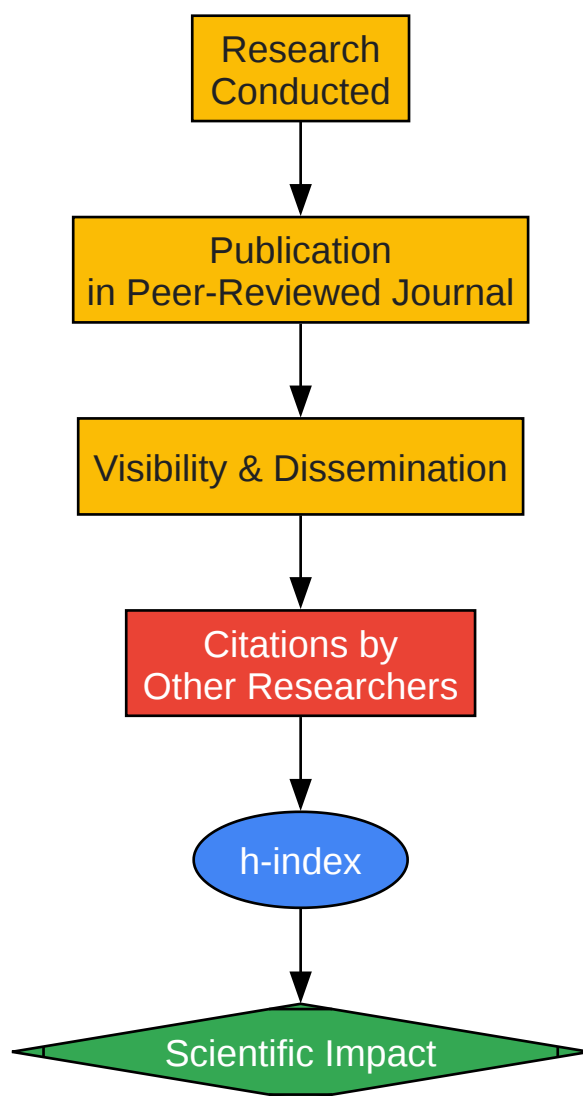 Research
Conducted
Publication
in Peer-Reviewed Journal
Visibility & Dissemination
Citations by
Other Researchers
h-index
Scientific Impact